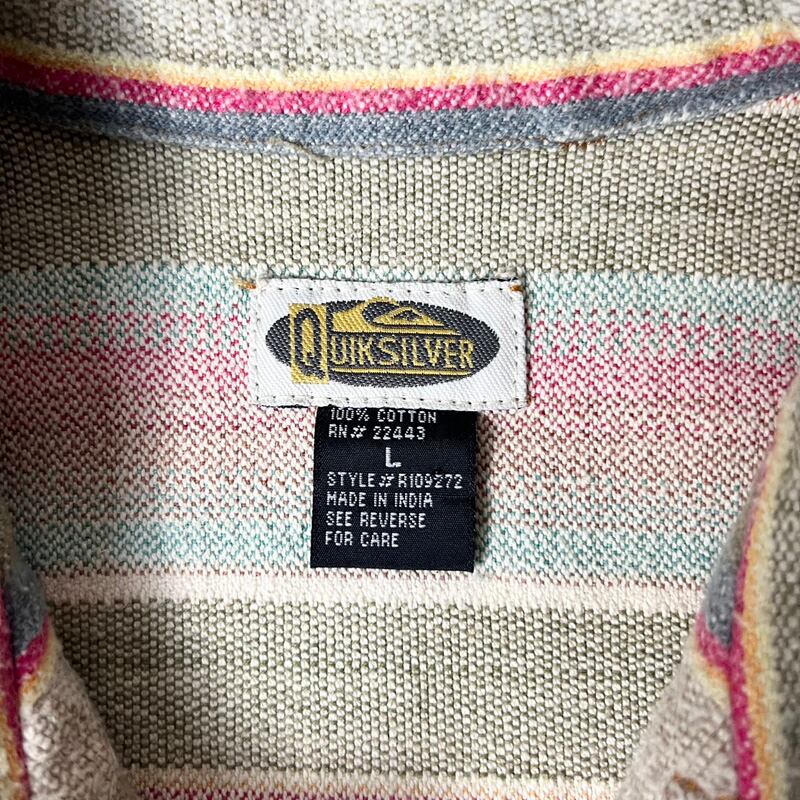 QUIKSILVER
100% COTTON
RN# 22443
L
STYLE# R109272
MADE IN INDIA
SEE REVERSE
FOR CARE